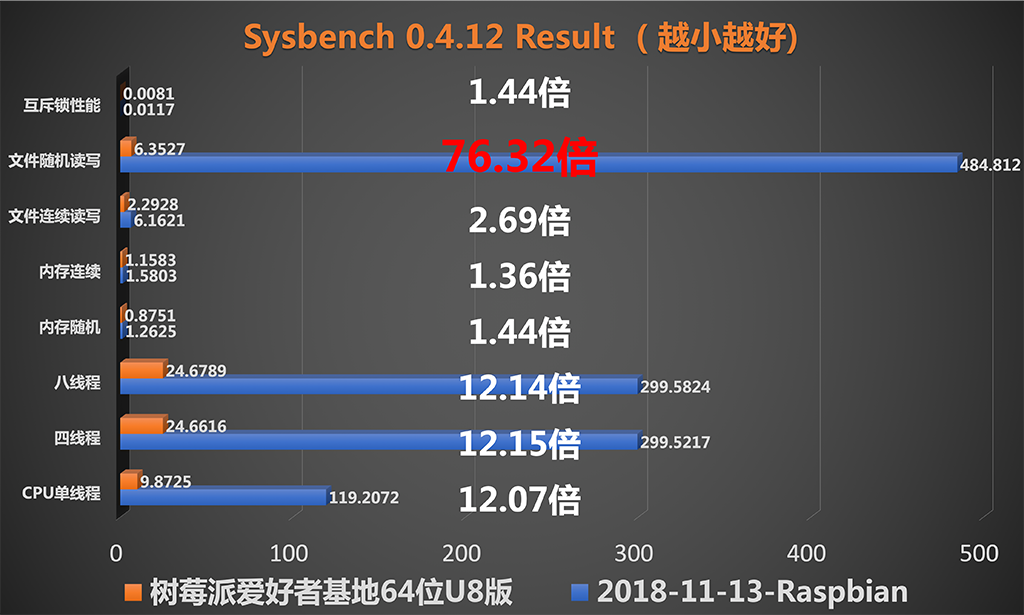 Sysbench 0.4.12 Result （越小越好）
互斥锁性能 0.0081 0.0117 1.44倍
文件随机读写 6.3527 484.812 76.32倍
文件连续读写 2.2928 6.1621 2.69倍
内存连续 1.1583 1.5803 1.36倍
内存随机 0.8751 1.2625 1.44倍
八线程 24.6789 299.5824 12.14倍
四线程 24.6616 299.5217 12.15倍
CPU单线程 9.8725 119.2072 12.07倍
0 100 200 300 400 500
树莓派爱好者基地64位U8版 2018-11-13-Raspbian